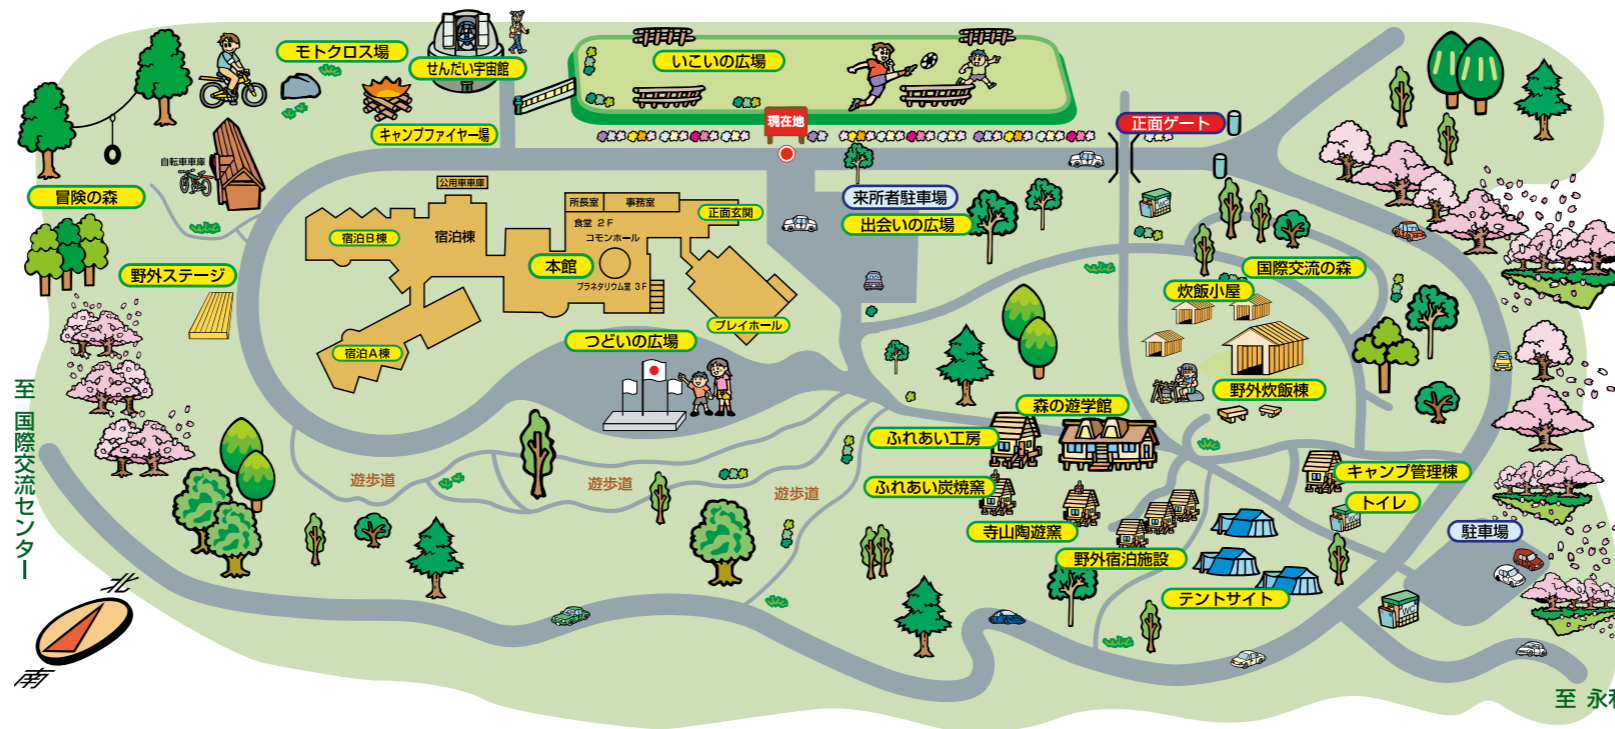 モトクロス場
せんだい宇宙館
いこいの広場
キャンプファイヤー場
現在地
正面ゲート
自転車車庫
冒険の森
公用車車庫
所長室
事務室
正面玄関
食堂 2F
コモンホール
宿泊B棟
宿泊棟
本館
プラネタリウム室 3F
プレイホール
宿泊A棟
来所者駐車場
出会いの広場
WC
野外ステージ
つどいの広場
国際交流の森
炊飯小屋
野外炊飯棟
森の遊学館
ふれあい工房
ふれあい炭焼窯
寺山陶遊窯
野外宿泊施設
キャンプ管理棟
トイレ
WC
駐車場
テントサイト
WC
遊歩道
遊歩道
遊歩道
至 国際交流センター
北
南
至 永利